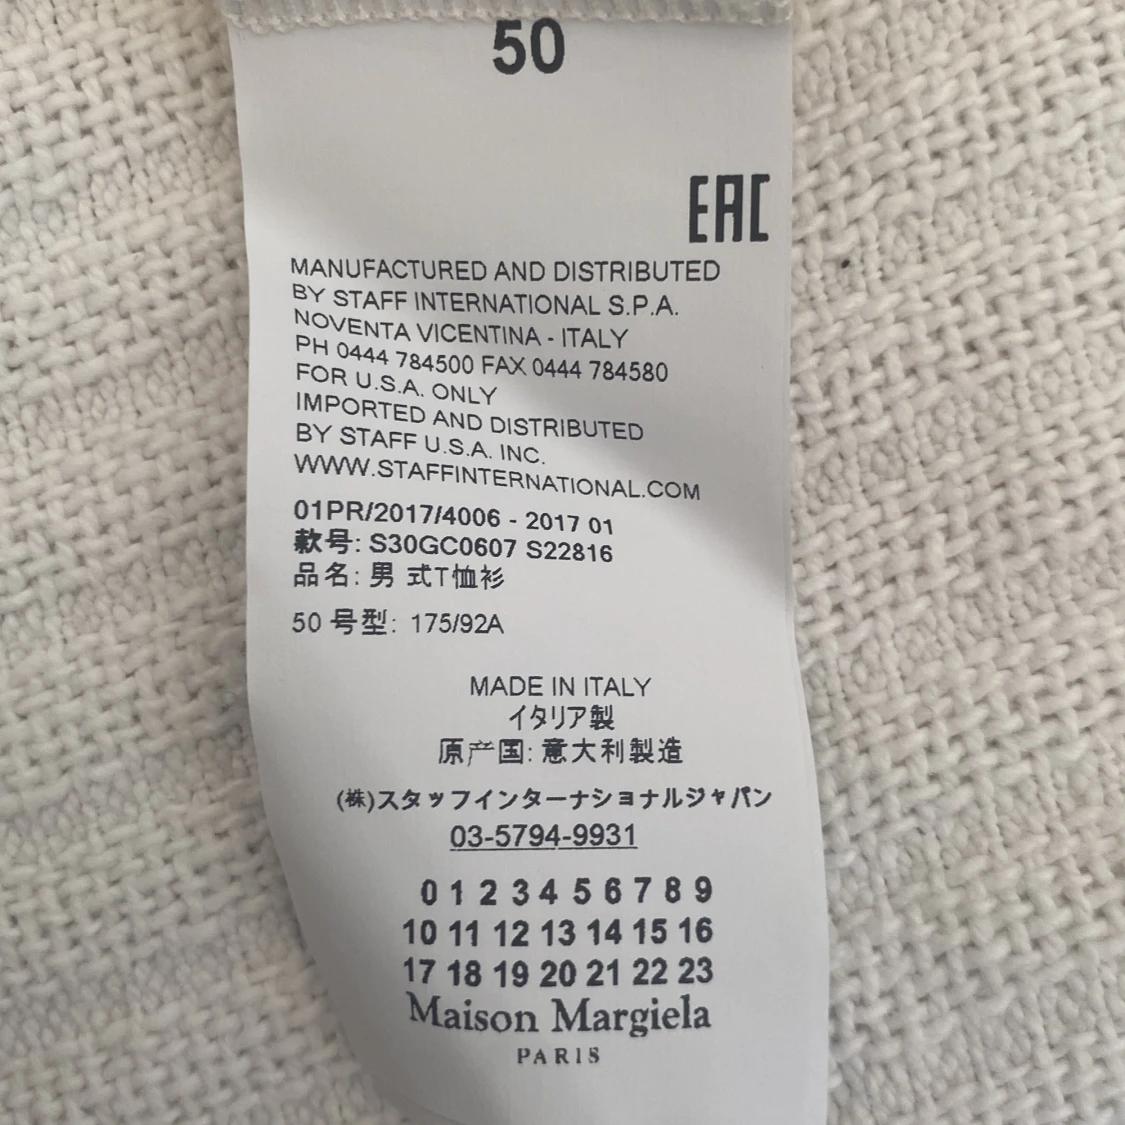 50
EAC
MANUFACTURED AND DISTRIBUTED
BY STAFF INTERNATIONAL S.P.A.
NOVENTA VICENTINA - ITALY
PH 0444 784500 FAX 0444 784580
FOR U.S.A. ONLY
IMPORTED AND DISTRIBUTED
BY STAFF U.S.A. INC.
WWW.STAFFINTERNATIONAL.COM
01PR/2017/4006 - 2017 01
款号: S30GC0607 S22816
品名: 男 式T恤衫
50 号型: 175/92A
MADE IN ITALY
イタリア製
原产国: 意大利製造
(株)スタッフインターナショナルジャパン
03-5794-9931
0 1 2 3 4 5 6 7 8 9
10 11 12 13 14 15 16
17 18 19 20 21 22 23
Maison Margiela
PARIS